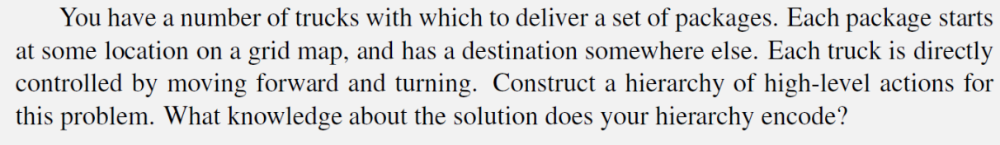 You have a number of trucks with which to deliver a set of packages. Each package starts
at some location on a grid map, and has a destination somewhere else. Each truck is directly
controlled by moving forward and turning. Construct a hierarchy of high-level actions for
this problem. What knowledge about the solution does your hierarchy encode?